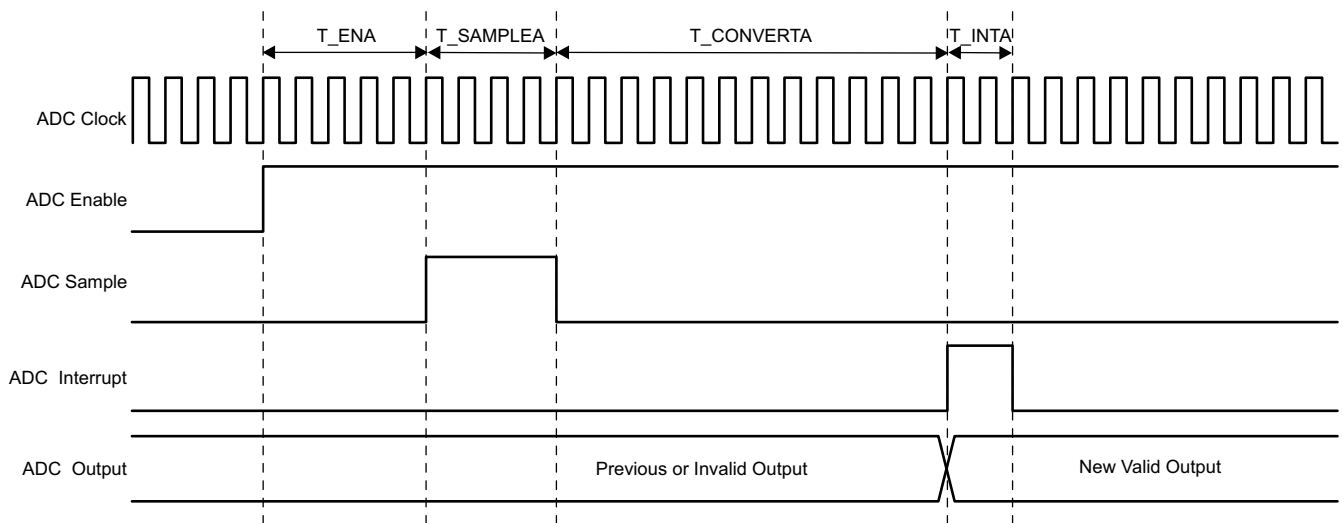 T_ENA T_SAMPLEA T_CONVERTA T_INTA
ADC Clock
ADC Enable
ADC Sample
ADC Interrupt
ADC Output Previous or Invalid Output New Valid Output